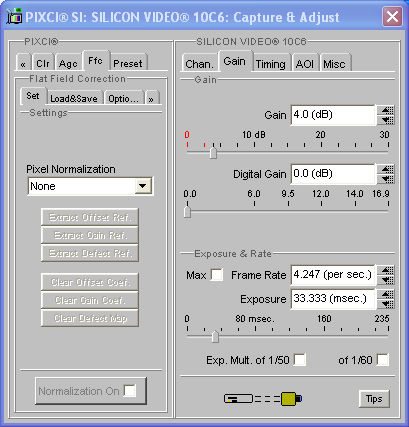 PIXCI® SI: SILICON VIDEO® 10C6: Capture & Adjust
PIXCI®
« Clr Agc Ffc Preset
Flat Field Correction
Set Load&Save Optio... »
Settings
Pixel Normalization
None
Extract Offset Ref.
Extract Gain Ref.
Extract Defect Ref.
Clear Offset Coef.
Clear Gain Coef.
Clear Defect Map
Normalization On
SILICON VIDEO® 10C6
Chan. Gain Timing AOI Misc
Gain
Gain 4.0 (dB)
0 10 dB 20 30
Digital Gain 0.0 (dB)
0.0 6.0 9.5 12.0 14.0 16.9
Exposure & Rate
Max Frame Rate 4.247 (per sec.)
Exposure 33.333 (msec.)
0 80 msec. 160 235
Exp. Mult. of 1/50 of 1/60
Tips